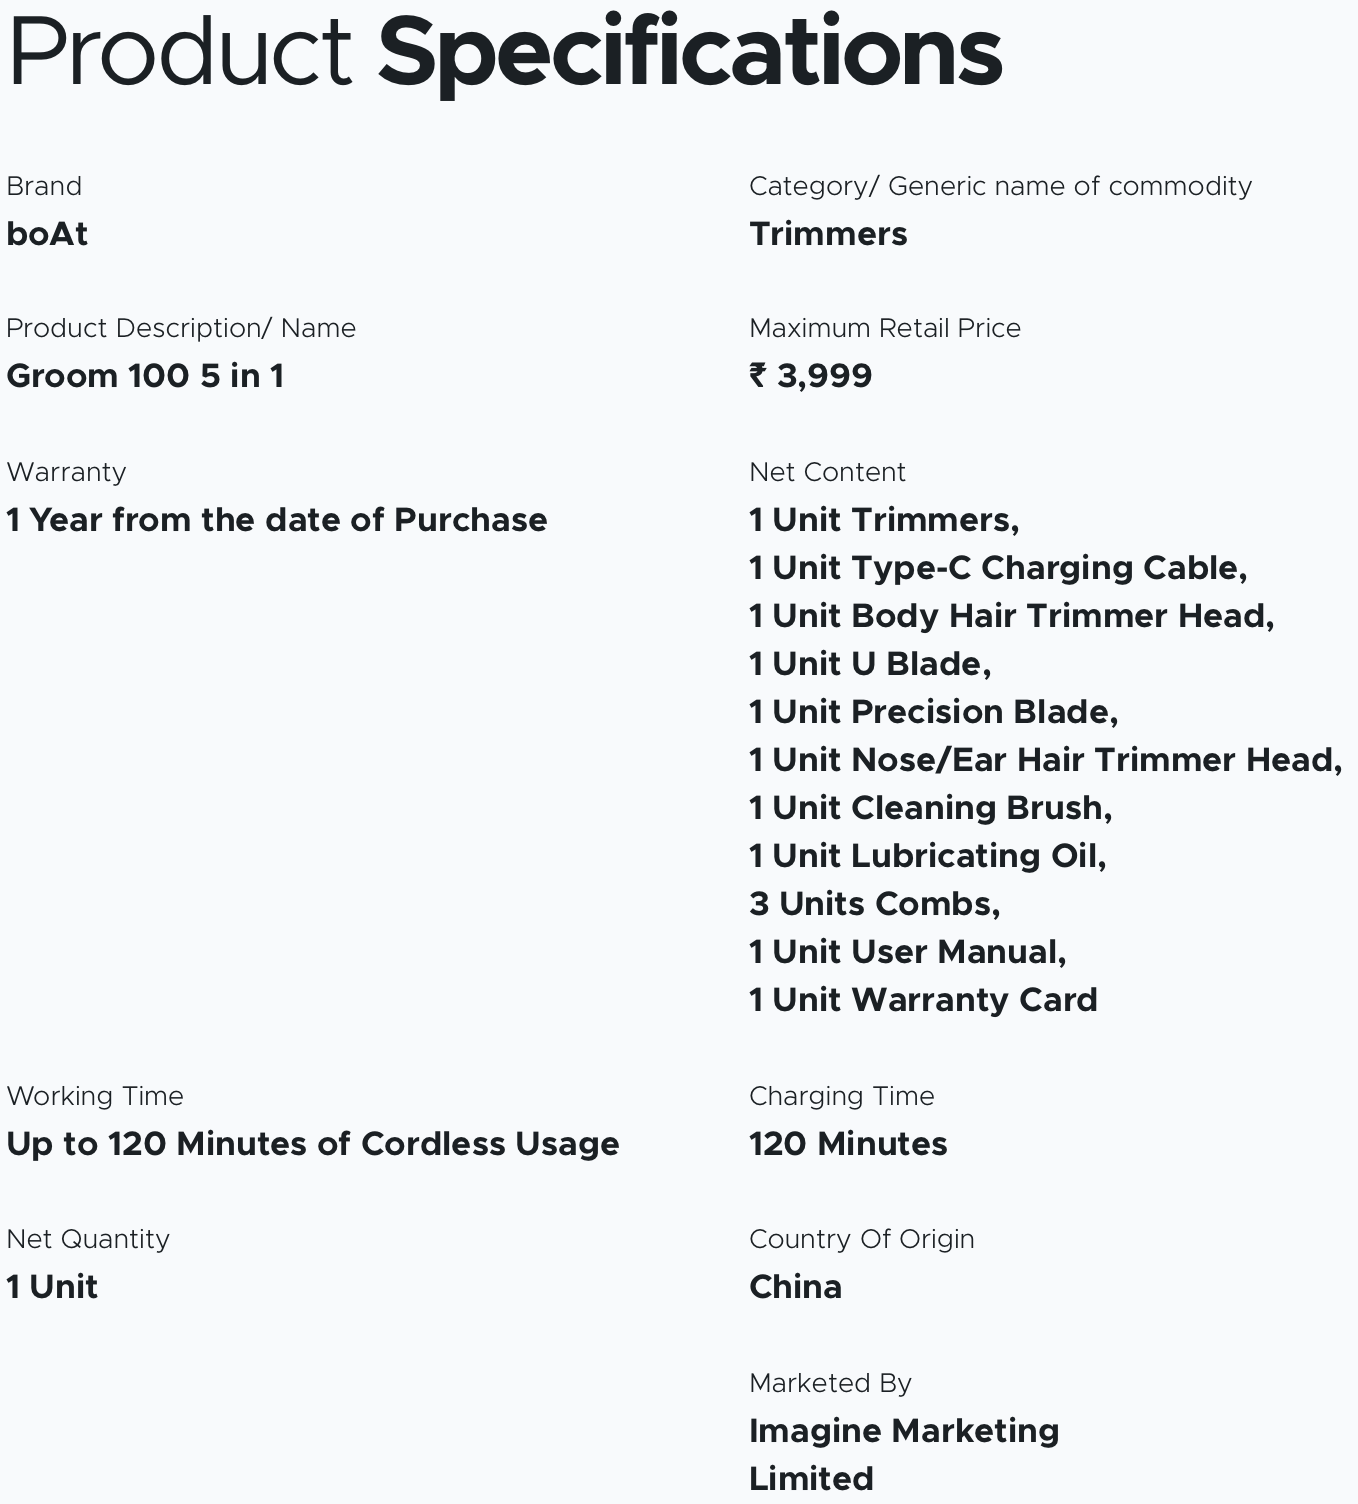 Product Specifications
Brand
boAt
Category/ Generic name of commodity
Trimmers
Product Description/ Name
Groom 100 5 in 1
Maximum Retail Price
₹ 3,999
Warranty
1 Year from the date of Purchase
Net Content
1 Unit Trimmers,
1 Unit Type-C Charging Cable,
1 Unit Body Hair Trimmer Head,
1 Unit U Blade,
1 Unit Precision Blade,
1 Unit Nose/Ear Hair Trimmer Head,
1 Unit Cleaning Brush,
1 Unit Lubricating Oil,
3 Units Combs,
1 Unit User Manual,
1 Unit Warranty Card
Working Time
Up to 120 Minutes of Cordless Usage
Charging Time
120 Minutes
Net Quantity
1 Unit
Country Of Origin
China
Marketed By
Imagine Marketing
Limited